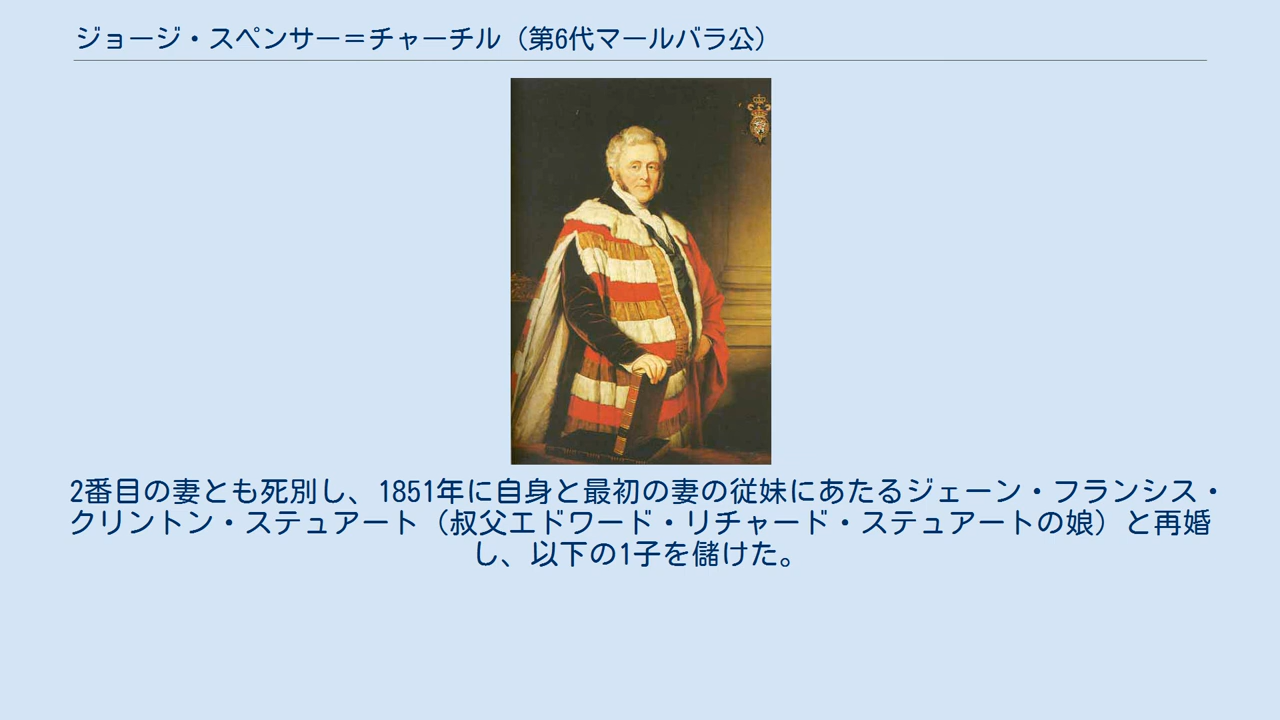 ジョージ・スペンサー＝チャーチル（第6代マールバラ公）
2番目の妻とも死別し、1851年に自身と最初の妻の従妹にあたるジェーン・フランシス・
クリントン・ステュアート（叔父エドワード・リチャード・ステュアートの娘）と再婚
し、以下の1子を儲けた。